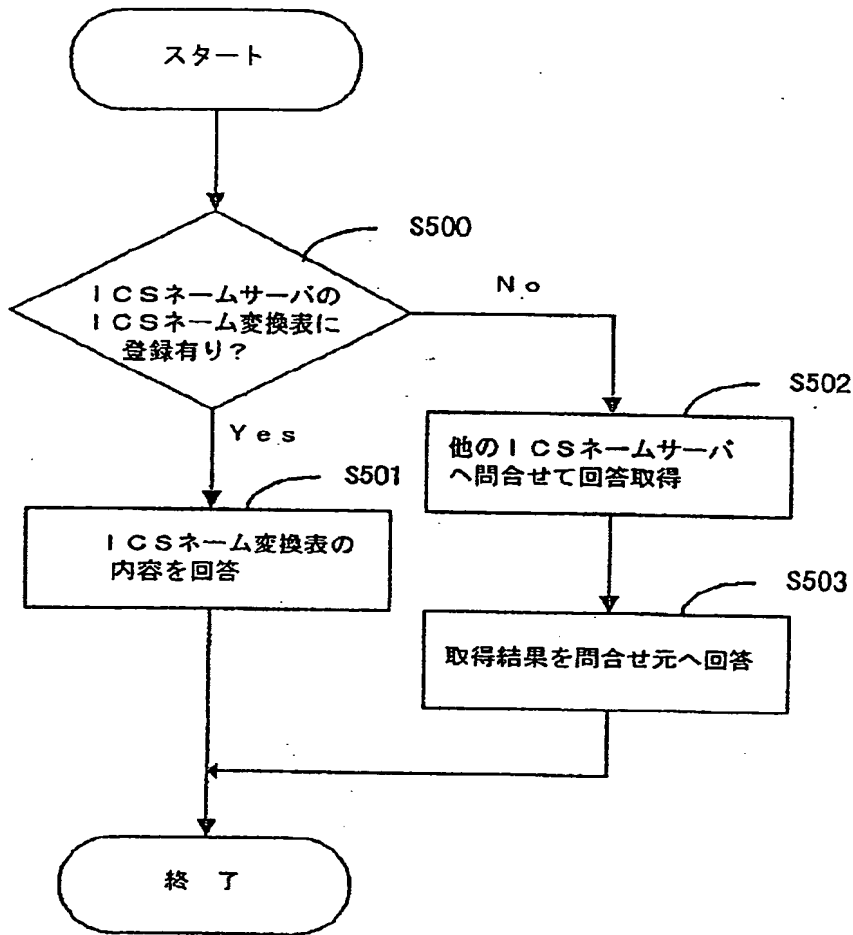 スタート
S500
ICSネームサーバの
ICSネーム変換表に
登録有り?
No
Yes
S501
ICSネーム変換表の
内容を回答
S502
他のICSネームサーバ
へ問合せて回答取得
S503
取得結果を問合せ元へ回答
終 了